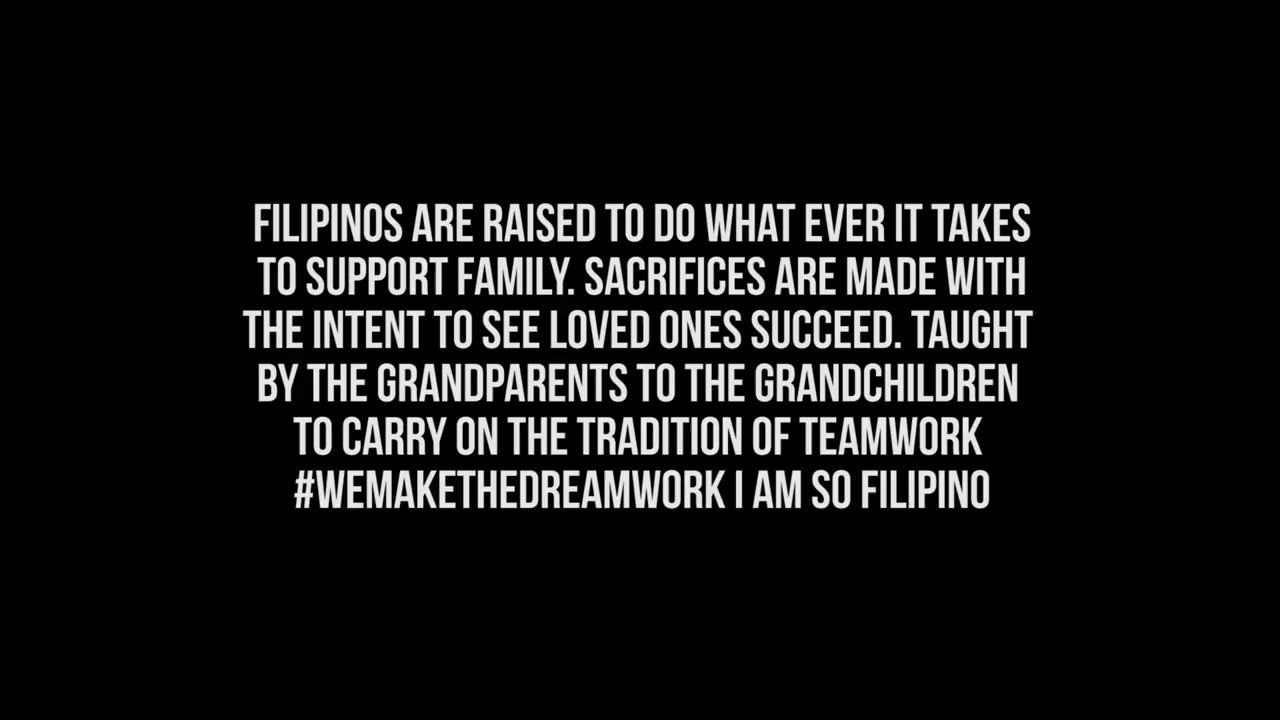 FILIPINOS ARE RAISED TO DO WHAT EVER IT TAKES
TO SUPPORT FAMILY. SACRIFICES ARE MADE WITH
THE INTENT TO SEE LOVED ONES SUCCEED. TAUGHT
BY THE GRANDPARENTS TO THE GRANDCHILDREN
TO CARRY ON THE TRADITION OF TEAMWORK
#WEMAKETHEDREAMWORK I AM SO FILIPINO